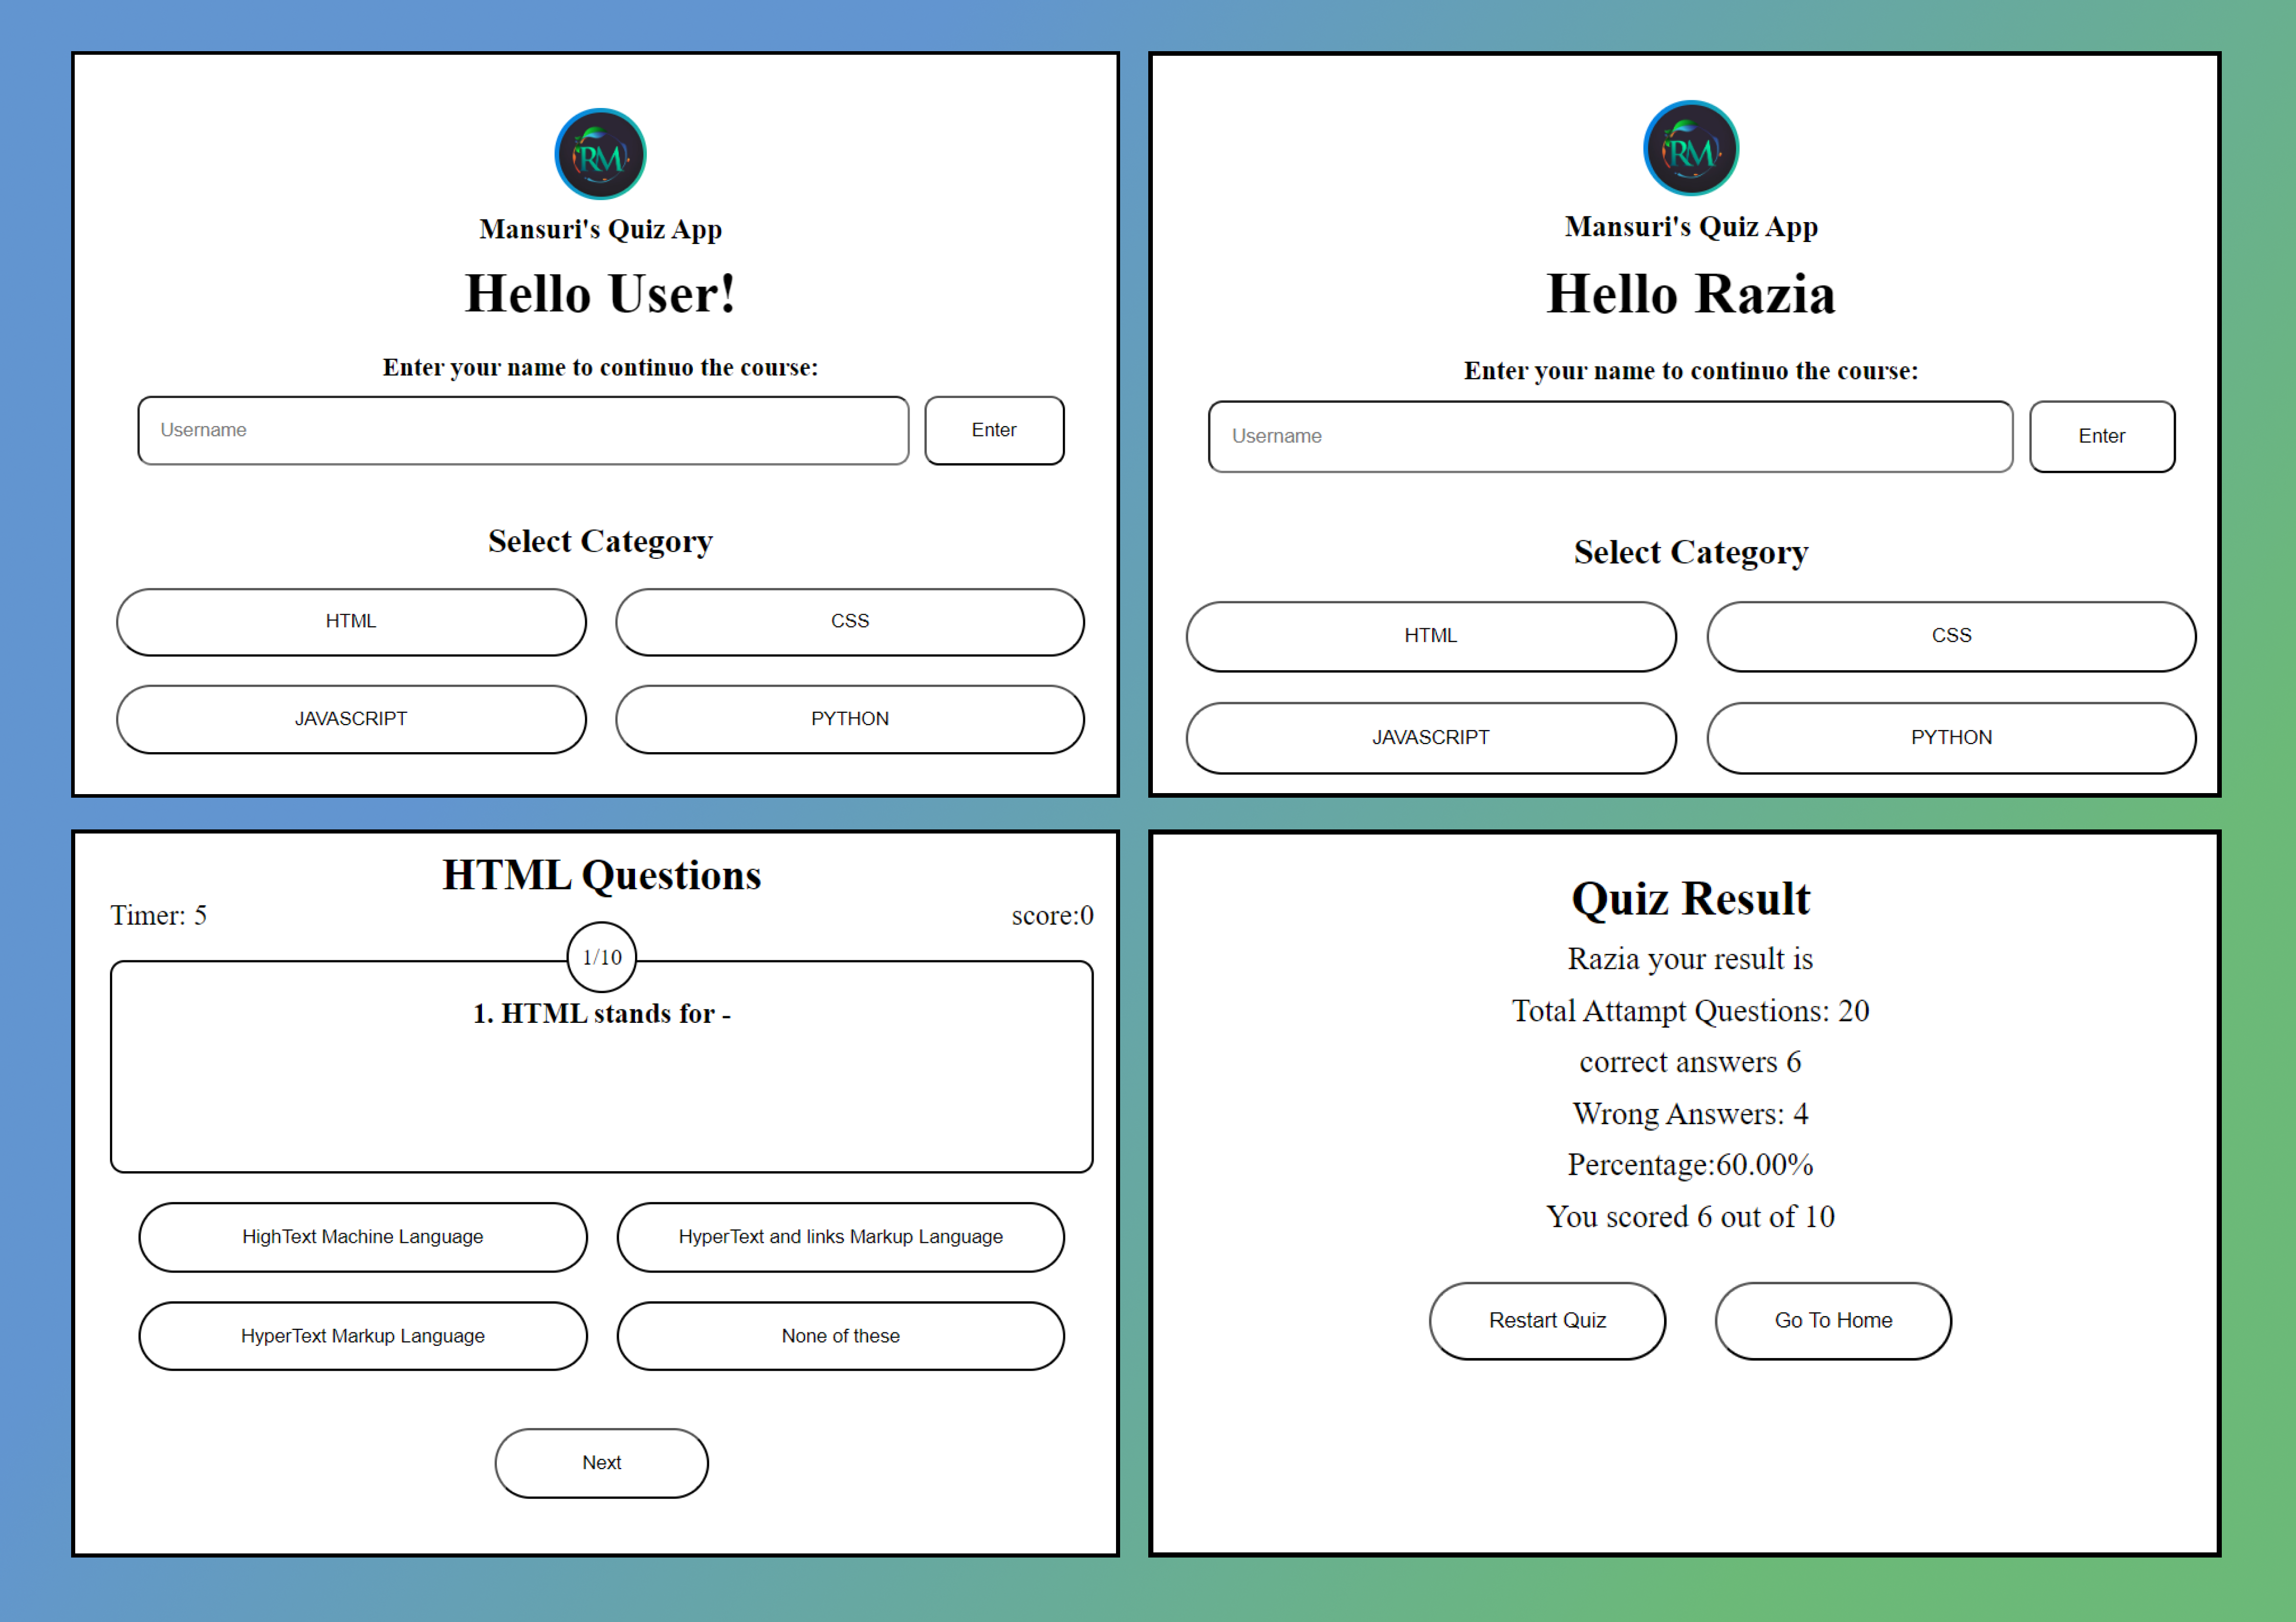 RM
Mansuri's Quiz App
Hello User!
Enter your name to continuo the course:
Username
Enter
Select Category
HTML
CSS
JAVASCRIPT
PYTHON
RM
Mansuri's Quiz App
Hello Razia
Enter your name to continuo the course:
Username
Enter
Select Category
HTML
CSS
JAVASCRIPT
PYTHON
HTML Questions
Timer: 5
score:0
1/10
1. HTML stands for -
HighText Machine Language
HyperText and links Markup Language
HyperText Markup Language
None of these
Next
Quiz Result
Razia your result is
Total Attampt Questions: 20
correct answers 6
Wrong Answers: 4
Percentage:60.00%
You scored 6 out of 10
Restart Quiz
Go To Home